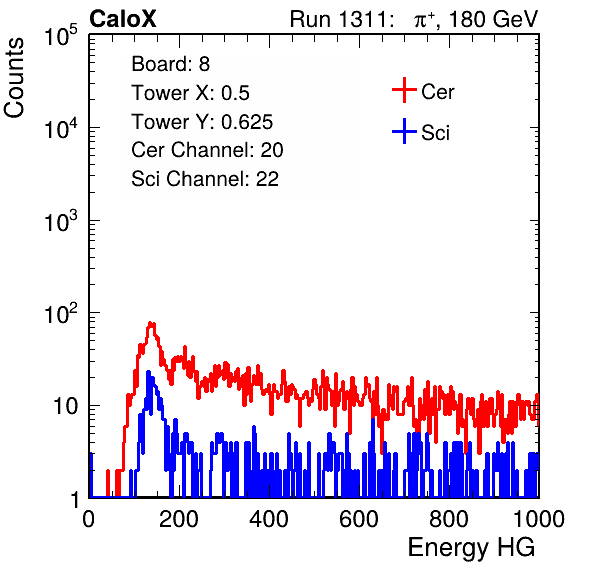 CaloX Run 1311: π⁺, 180 GeV
Counts
10⁵
10⁴
10³
10²
10
1
Board: 8
Tower X: 0.5
Tower Y: 0.625
Cer Channel: 20
Sci Channel: 22
Cer
Sci
0 200 400 600 800 1000
Energy HG